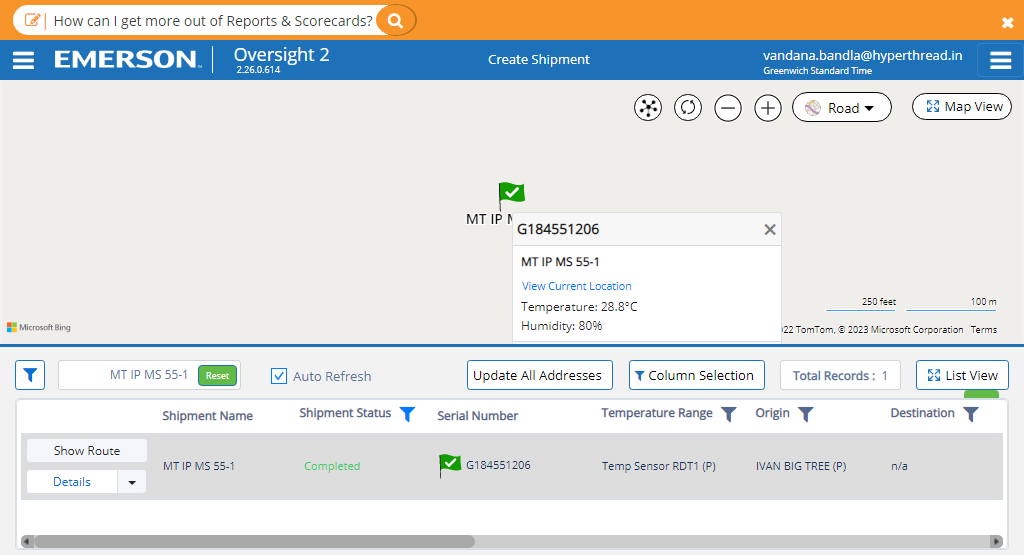 How can I get more out of Reports & Scorecards?
EMERSON
Oversight 2
2.26.0.614
Create Shipment
vandana.bandla@hyperthread.in
Greenwich Standard Time
Road
Map View
MT IP M
G184551206
MT IP MS 55-1
View Current Location
Temperature: 28.8°C
Humidity: 80%
250 feet
100 m
Microsoft Bing
22 TomTom, © 2023 Microsoft Corporation Terms
MT IP MS 55-1
Reset
Auto Refresh
Update All Addresses
Column Selection
Total Records : 1
List View
Shipment Name
Shipment Status
Serial Number
Temperature Range
Origin
Destination
Show Route
Details
MT IP MS 55-1
Completed
G184551206
Temp Sensor RDT1 (P)
IVAN BIG TREE (P)
n/a